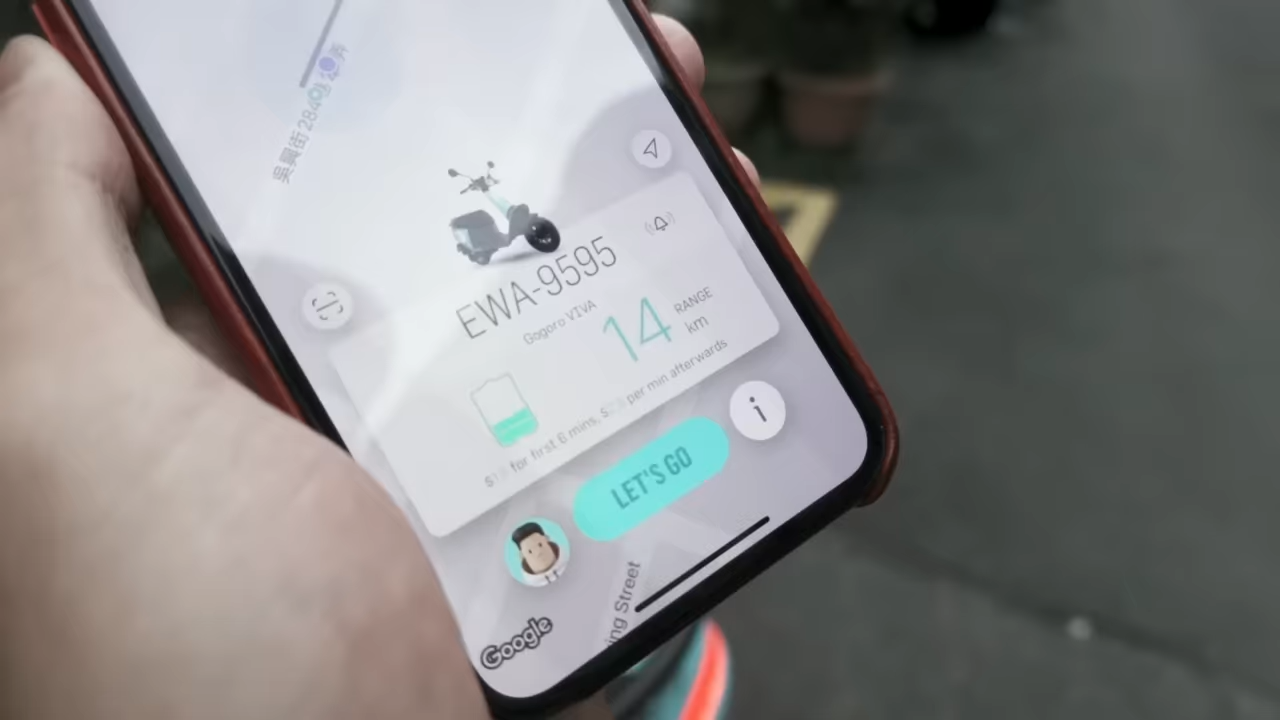 吳興街284
EWA-9595
Gogoro VIVA
14
RANGE
km
for first 6 mins, per min afterwards
LET'S GO
i
ing Street
Google